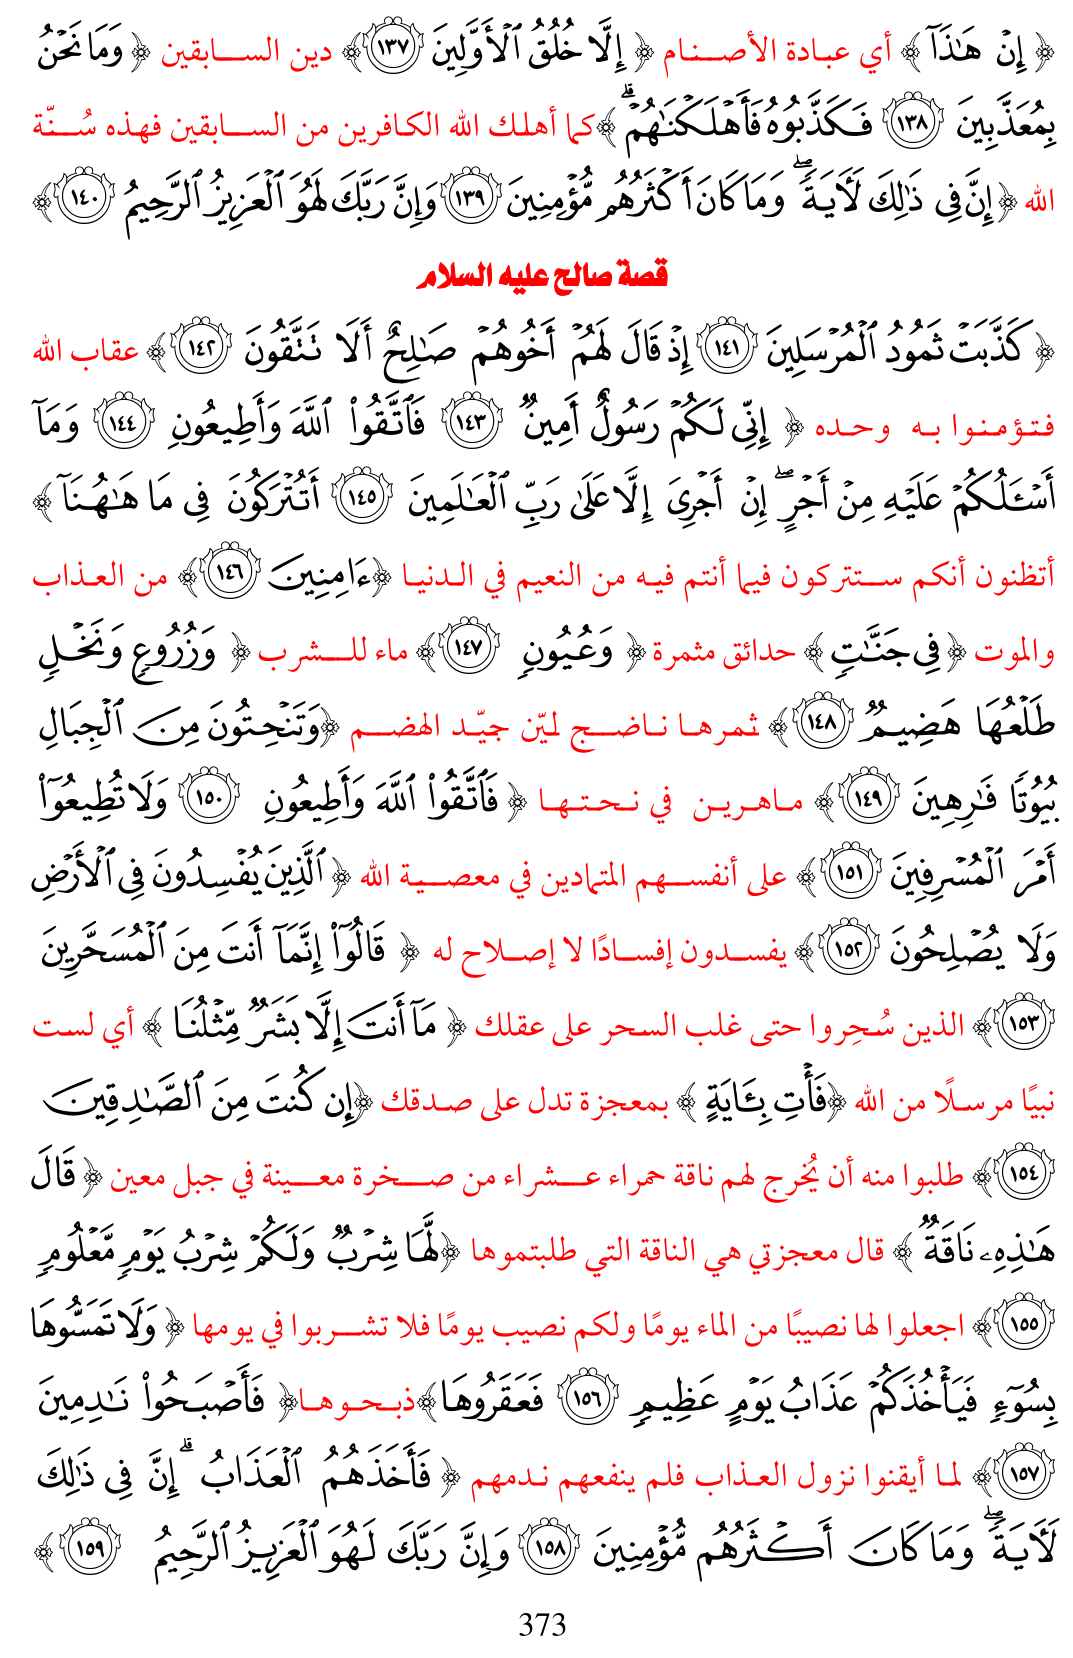 ﴿ إِنْ هَٰذَآ ﴾ أي عبادة الأصنام ﴿ إِلَّا خُلُقُ ٱلْأَوَّلِينَ ١٣٧﴾ دين السابقين ﴿ وَمَا نَحْنُ
بِمُعَذَّبِينَ ١٣٨ فَكَذَّبُوهُ فَأَهْلَكْنَٰهُمْ ۗ ﴾كما أهلك الله الكافرين من السابقين فهذه سُنّة
الله ﴿ إِنَّ فِى ذَٰلِكَ لَءَايَةً ۖ وَمَا كَانَ أَكْثَرُهُم مُّؤْمِنِينَ ١٣٩ وَإِنَّ رَبَّكَ لَهُوَ ٱلْعَزِيزُ ٱلرَّحِيمُ ١٤٠ ﴾
قصة صالح عليه السلام
﴿ كَذَّبَتْ ثَمُودُ ٱلْمُرْسَلِينَ ١٤١ إِذْ قَالَ لَهُمْ أَخُوهُمْ صَٰلِحٌ أَلَا تَتَّقُونَ ١٤٢ ﴾ عقاب الله
فتؤمنوا به وحده ﴿ إِنِّى لَكُمْ رَسُولٌ أَمِينٌ ١٤٣ فَٱتَّقُوا۟ ٱللَّهَ وَأَطِيعُونِ ١٤٤ وَمَآ
أَسْـَٔلُكُمْ عَلَيْهِ مِنْ أَجْرٍ ۖ إِنْ أَجْرِىَ إِلَّا عَلَىٰ رَبِّ ٱلْعَٰلَمِينَ ١٤٥ أَتُتْرَكُونَ فِى مَا هَٰهُنَآ ﴾
أتظنون أنكم ستتركون فيما أنتم فيه من النعيم في الدنيا ﴿ءَامِنِينَ ١٤٦ ﴾ من العذاب
والموت ﴿ فِى جَنَّٰتٍ ﴾ حدائق مثمرة ﴿ وَعُيُونٍ ١٤٧ ﴾ ماء للشرب ﴿ وَزُرُوعٍ وَنَخْلٍ
طَلْعُهَا هَضِيمٌ ١٤٨ ﴾ ثمرها ناضج لميّن جيّد الهضم ﴿وَتَنْحِتُونَ مِنَ ٱلْجِبَالِ
بُيُوتًا فَٰرِهِينَ ١٤٩ ﴾ ماهرين في نحتها ﴿ فَٱتَّقُوا۟ ٱللَّهَ وَأَطِيعُونِ ١٥٠ وَلَا تُطِيعُوٓا۟
أَمْرَ ٱلْمُسْرِفِينَ ١٥١ ﴾ على أنفسهم المتمادين في معصية الله ﴿ ٱلَّذِينَ يُفْسِدُونَ فِى ٱلْأَرْضِ
وَلَا يُصْلِحُونَ ١٥٢ ﴾ يفسدون إفسادًا لا إصلاح له ﴿ قَالُوٓا۟ إِنَّمَآ أَنتَ مِنَ ٱلْمُسَحَّرِينَ
١٥٣ ﴾ الذين سُحِروا حتى غلب السحر على عقلك ﴿ مَآ أَنتَ إِلَّا بَشَرٌ مِّثْلُنَا ﴾ أي لست
نبيًا مرسلًا من الله ﴿فَأْتِ بِـَٔايَةٍ ﴾ بمعجزة تدل على صدقك ﴿إِن كُنتَ مِنَ ٱلصَّٰدِقِينَ
١٥٤ ﴾ طلبوا منه أن يُخرج لهم ناقة حمراء عشراء من صخرة معينة في جبل معين ﴿ قَالَ
هَٰذِهِۦ نَاقَةٌ ﴾ قال معجزتي هي الناقة التي طلبتموها ﴿لَّهَا شِرْبٌ وَلَكُمْ شِرْبُ يَوْمٍ مَّعْلُومٍ
١٥٥ ﴾ اجعلوا لها نصيبًا من الماء يومًا ولكم نصيب يومًا فلا تشربوا في يومها ﴿ وَلَا تَمَسُّوهَا
بِسُوٓءٍ فَيَأْخُذَكُمْ عَذَابُ يَوْمٍ عَظِيمٍ ١٥٦ فَعَقَرُوهَا ﴾ذبحوها﴿ فَأَصْبَحُوا۟ نَٰدِمِينَ
١٥٧ ﴾ لما أيقنوا نزول العذاب فلم ينفعهم ندمهم ﴿ فَأَخَذَهُمُ ٱلْعَذَابُ ۗ إِنَّ فِى ذَٰلِكَ
لَءَايَةً ۖ وَمَا كَانَ أَكْثَرُهُم مُّؤْمِنِينَ ١٥٨ وَإِنَّ رَبَّكَ لَهُوَ ٱلْعَزِيزُ ٱلرَّحِيمُ ١٥٩ ﴾
373